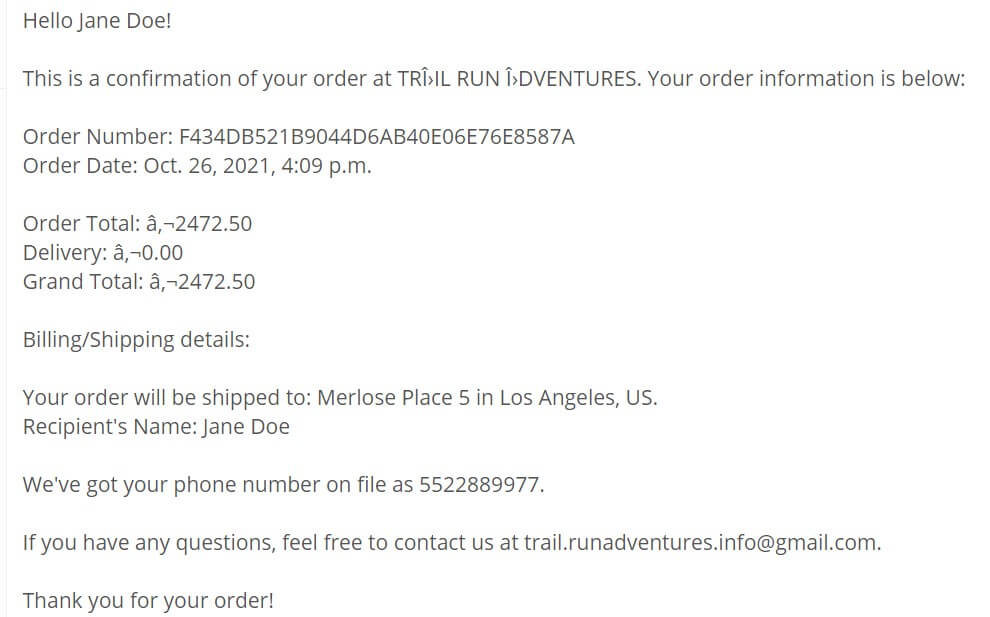 Hello Jane Doe!
This is a confirmation of your order at TRÎ›IL RUN Î›DVENTURES. Your order information is below:
Order Number: F434DB521B9044D6AB40E06E76E8587A
Order Date: Oct. 26, 2021, 4:09 p.m.
Order Total: â‚¬2472.50
Delivery: â‚¬0.00
Grand Total: â‚¬2472.50
Billing/Shipping details:
Your order will be shipped to: Merlose Place 5 in Los Angeles, US.
Recipient's Name: Jane Doe
We've got your phone number on file as 5522889977.
If you have any questions, feel free to contact us at trail.runadventures.info@gmail.com.
Thank you for your order!